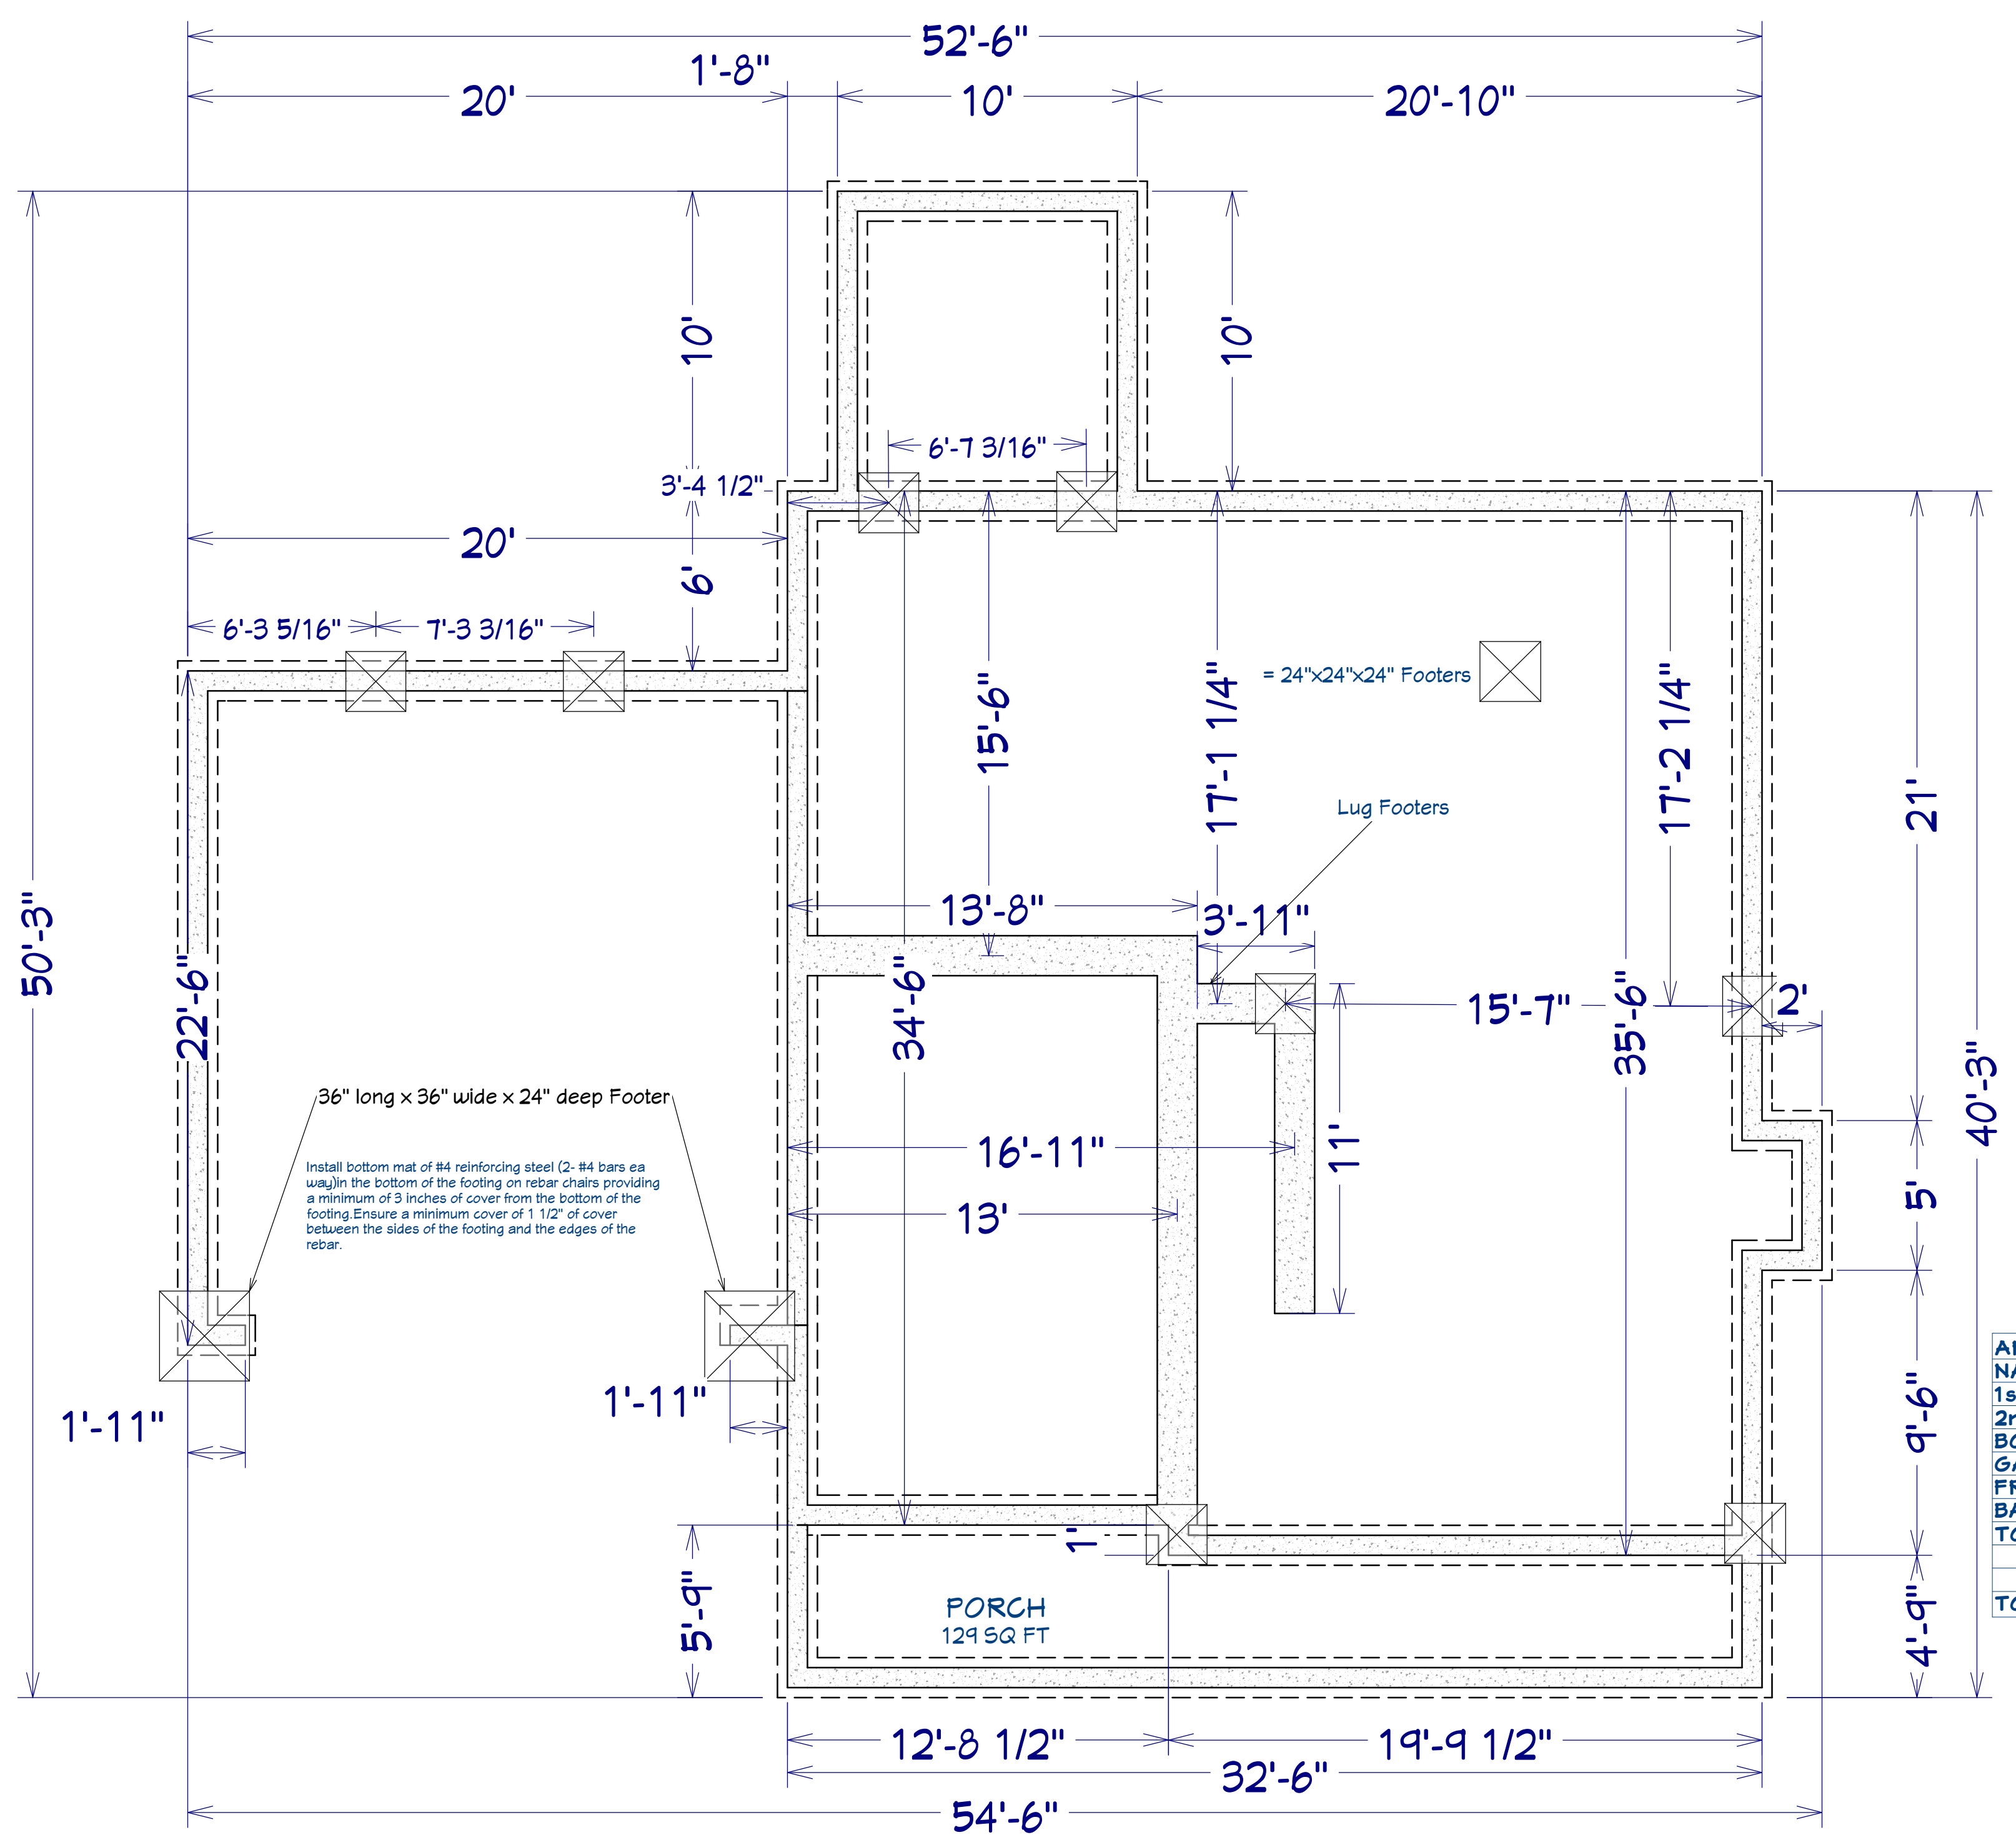 52'-6"
1'-8"
20'
10'
20'-10"
10'
10'
6'-7 3/16"
3'-4 1/2"
20'
6'
6'-3 5/16"
7'-3 3/16"
15'-6"
17'-1 1/4"
= 24"x24"x24" Footers
17'-2 1/4"
21'
Lug Footers
13'-8"
3'-11"
50'-3"
22'-6"
34'-6"
15'-7"
35'-6"
2'
40'-3"
36" long x 36" wide x 24" deep Footer
16'-11"
11'
Install bottom mat of #4 reinforcing steel (2- #4 bars ea
way)in the bottom of the footing on rebar chairs providing
a minimum of 3 inches of cover from the bottom of the
footing.Ensure a minimum cover of 1 1/2" of cover
between the sides of the footing and the edges of the
rebar.
13'
5'
1'-11"
1'-11"
9'-6"
1s
2n
BO
GA
FR
BA
TO
1'
5'-9"
PORCH
129 SQ FT
4'-9"
TO
12'-8 1/2"
19'-9 1/2"
32'-6"
54'-6"